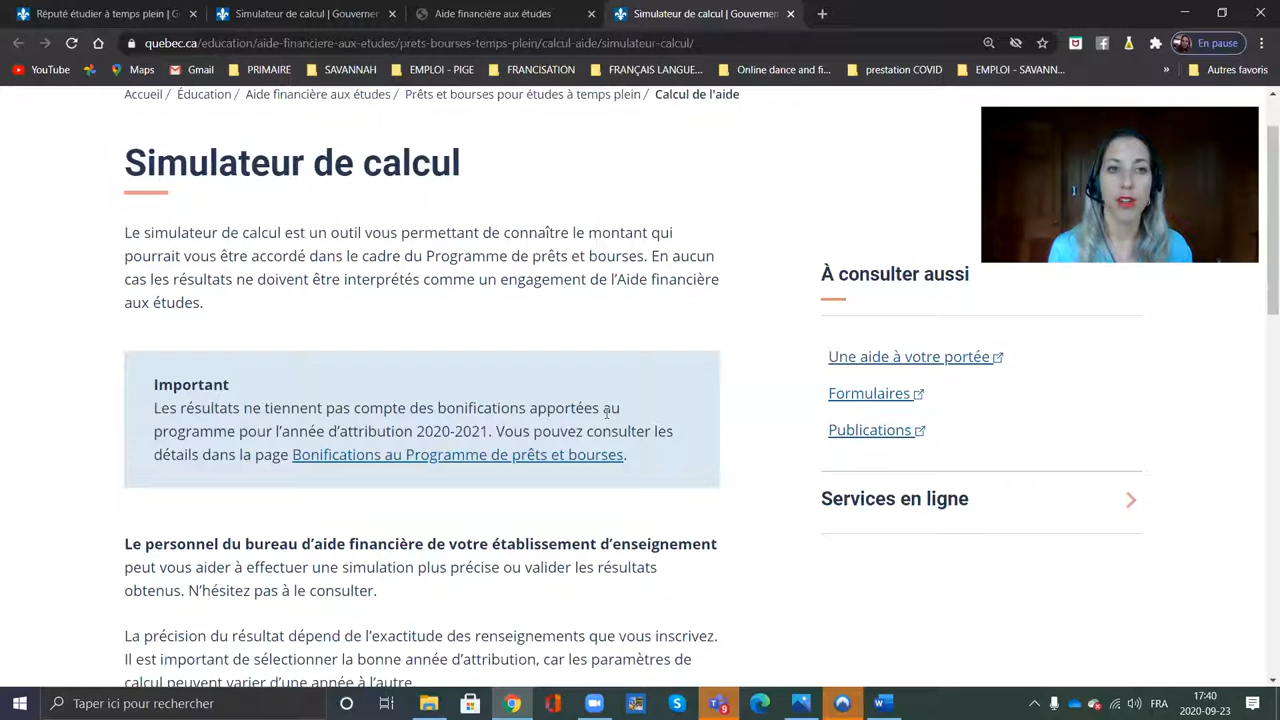 Réputé étudier à temps plein | G
Simulateur de calcul | Gouverner
Aide financière aux études
Simulateur de calcul | Gouvernem
quebec.ca/education/aide-financiere-aux-etudes/prets-bourses-temps-plein/calcul-aide/simulateur-calcul/
En pause
YouTube
Maps
Gmail
PRIMAIRE
SAVANNAH
EMPLOI - PIGE
FRANCISATION
FRANÇAIS LANGUE...
Online dance and fi...
prestation COVID
EMPLOI - SAVANN...
»
Autres favoris
Accueil / Éducation / Aide financière aux études / Prêts et bourses pour études à temps plein / Calcul de l'aide
Simulateur de calcul
Le simulateur de calcul est un outil vous permettant de connaître le montant qui
pourrait vous être accordé dans le cadre du Programme de prêts et bourses. En aucun
cas les résultats ne doivent être interprétés comme un engagement de l'Aide financière
aux études.
Important
Les résultats ne tiennent pas compte des bonifications apportées au
programme pour l'année d'attribution 2020-2021. Vous pouvez consulter les
détails dans la page Bonifications au Programme de prêts et bourses.
Le personnel du bureau d'aide financière de votre établissement d'enseignement
peut vous aider à effectuer une simulation plus précise ou valider les résultats
obtenus. N'hésitez pas à le consulter.
La précision du résultat dépend de l'exactitude des renseignements que vous inscrivez.
Il est important de sélectionner la bonne année d'attribution, car les paramètres de
calcul peuvent varier d'une année à l'autre.
À consulter aussi
Une aide à votre portée
Formulaires
Publications
Services en ligne
Taper ici pour rechercher
9
FRA
17:40
2020-09-23